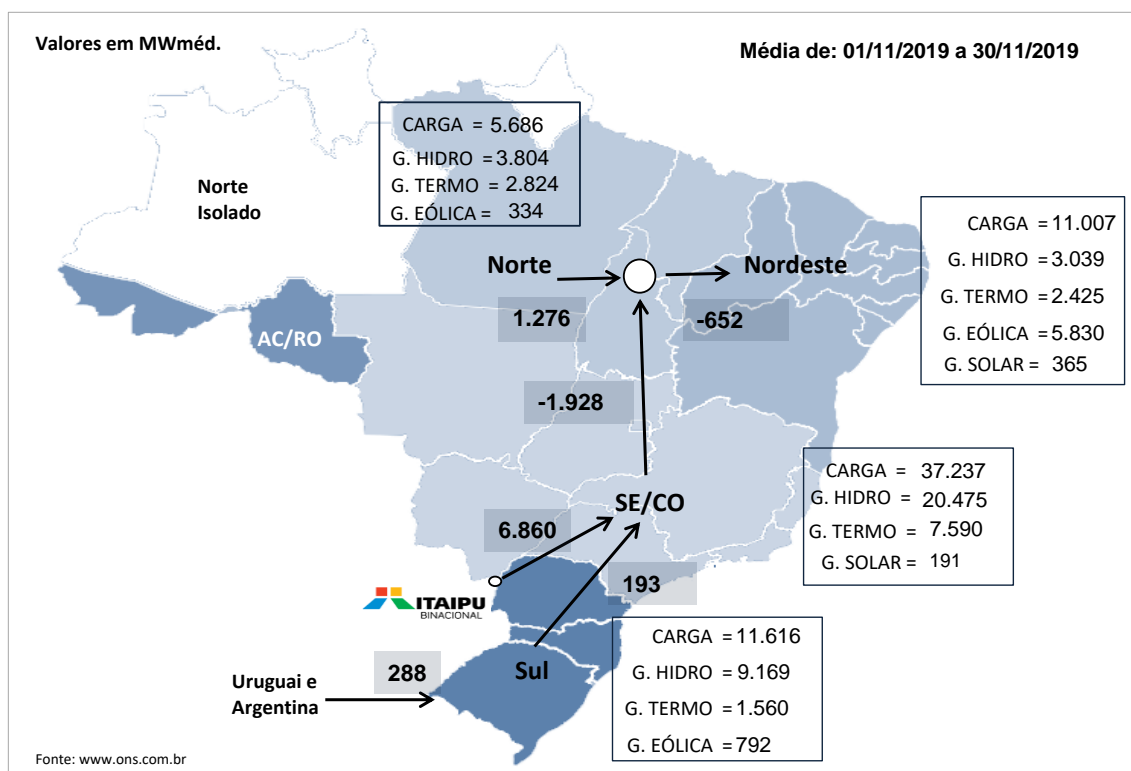 Valores em MWméd.
Média de: 01/11/2019 a 30/11/2019
CARGA = 5.686
G. HIDRO = 3.804
G. TERMO = 2.824
G. EÓLICA = 334
Norte
Isolado
CARGA = 11.007
G. HIDRO = 3.039
G. TERMO = 2.425
G. EÓLICA = 5.830
G. SOLAR = 365
Norte
Nordeste
1.276
-652
AC/RO
-1.928
CARGA = 37.237
G. HIDRO = 20.475
G. TERMO = 7.590
G. SOLAR = 191
SE/CO
6.860
193
ITAIPU
BINACIONAL
CARGA = 11.616
G. HIDRO = 9.169
G. TERMO = 1.560
G. EÓLICA = 792
Sul
288
Uruguai e
Argentina
Fonte: www.ons.com.br